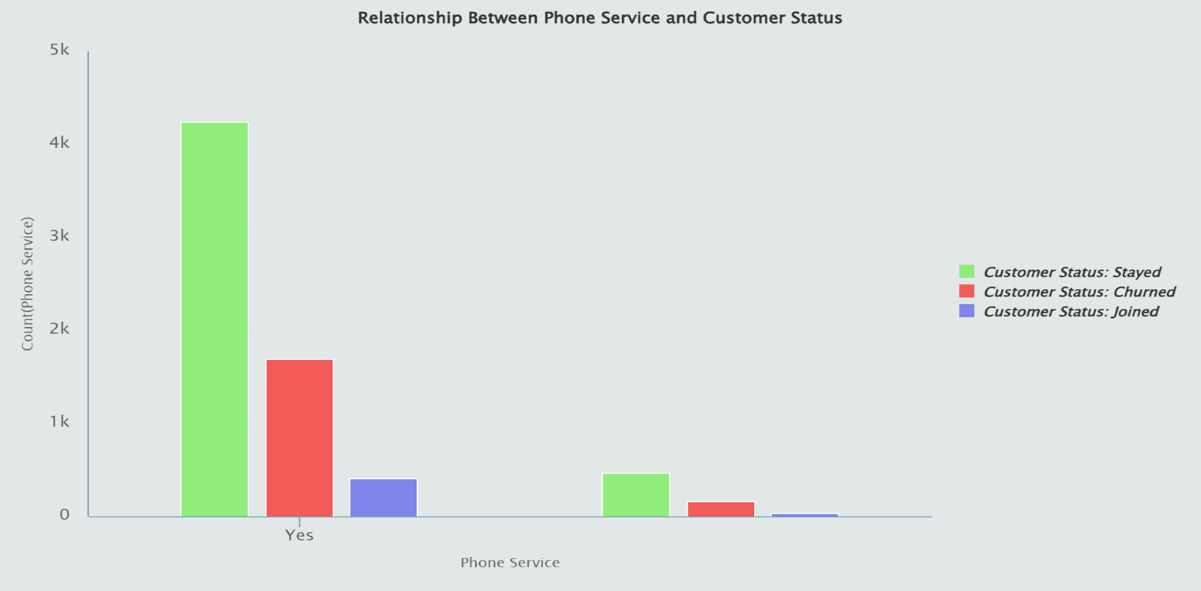 Relationship Between Phone Service and Customer Status
5k
4k
3k
2k
1k
0
Count(Phone Service)
Yes
Phone Service
Customer Status: Stayed
Customer Status: Churned
Customer Status: Joined